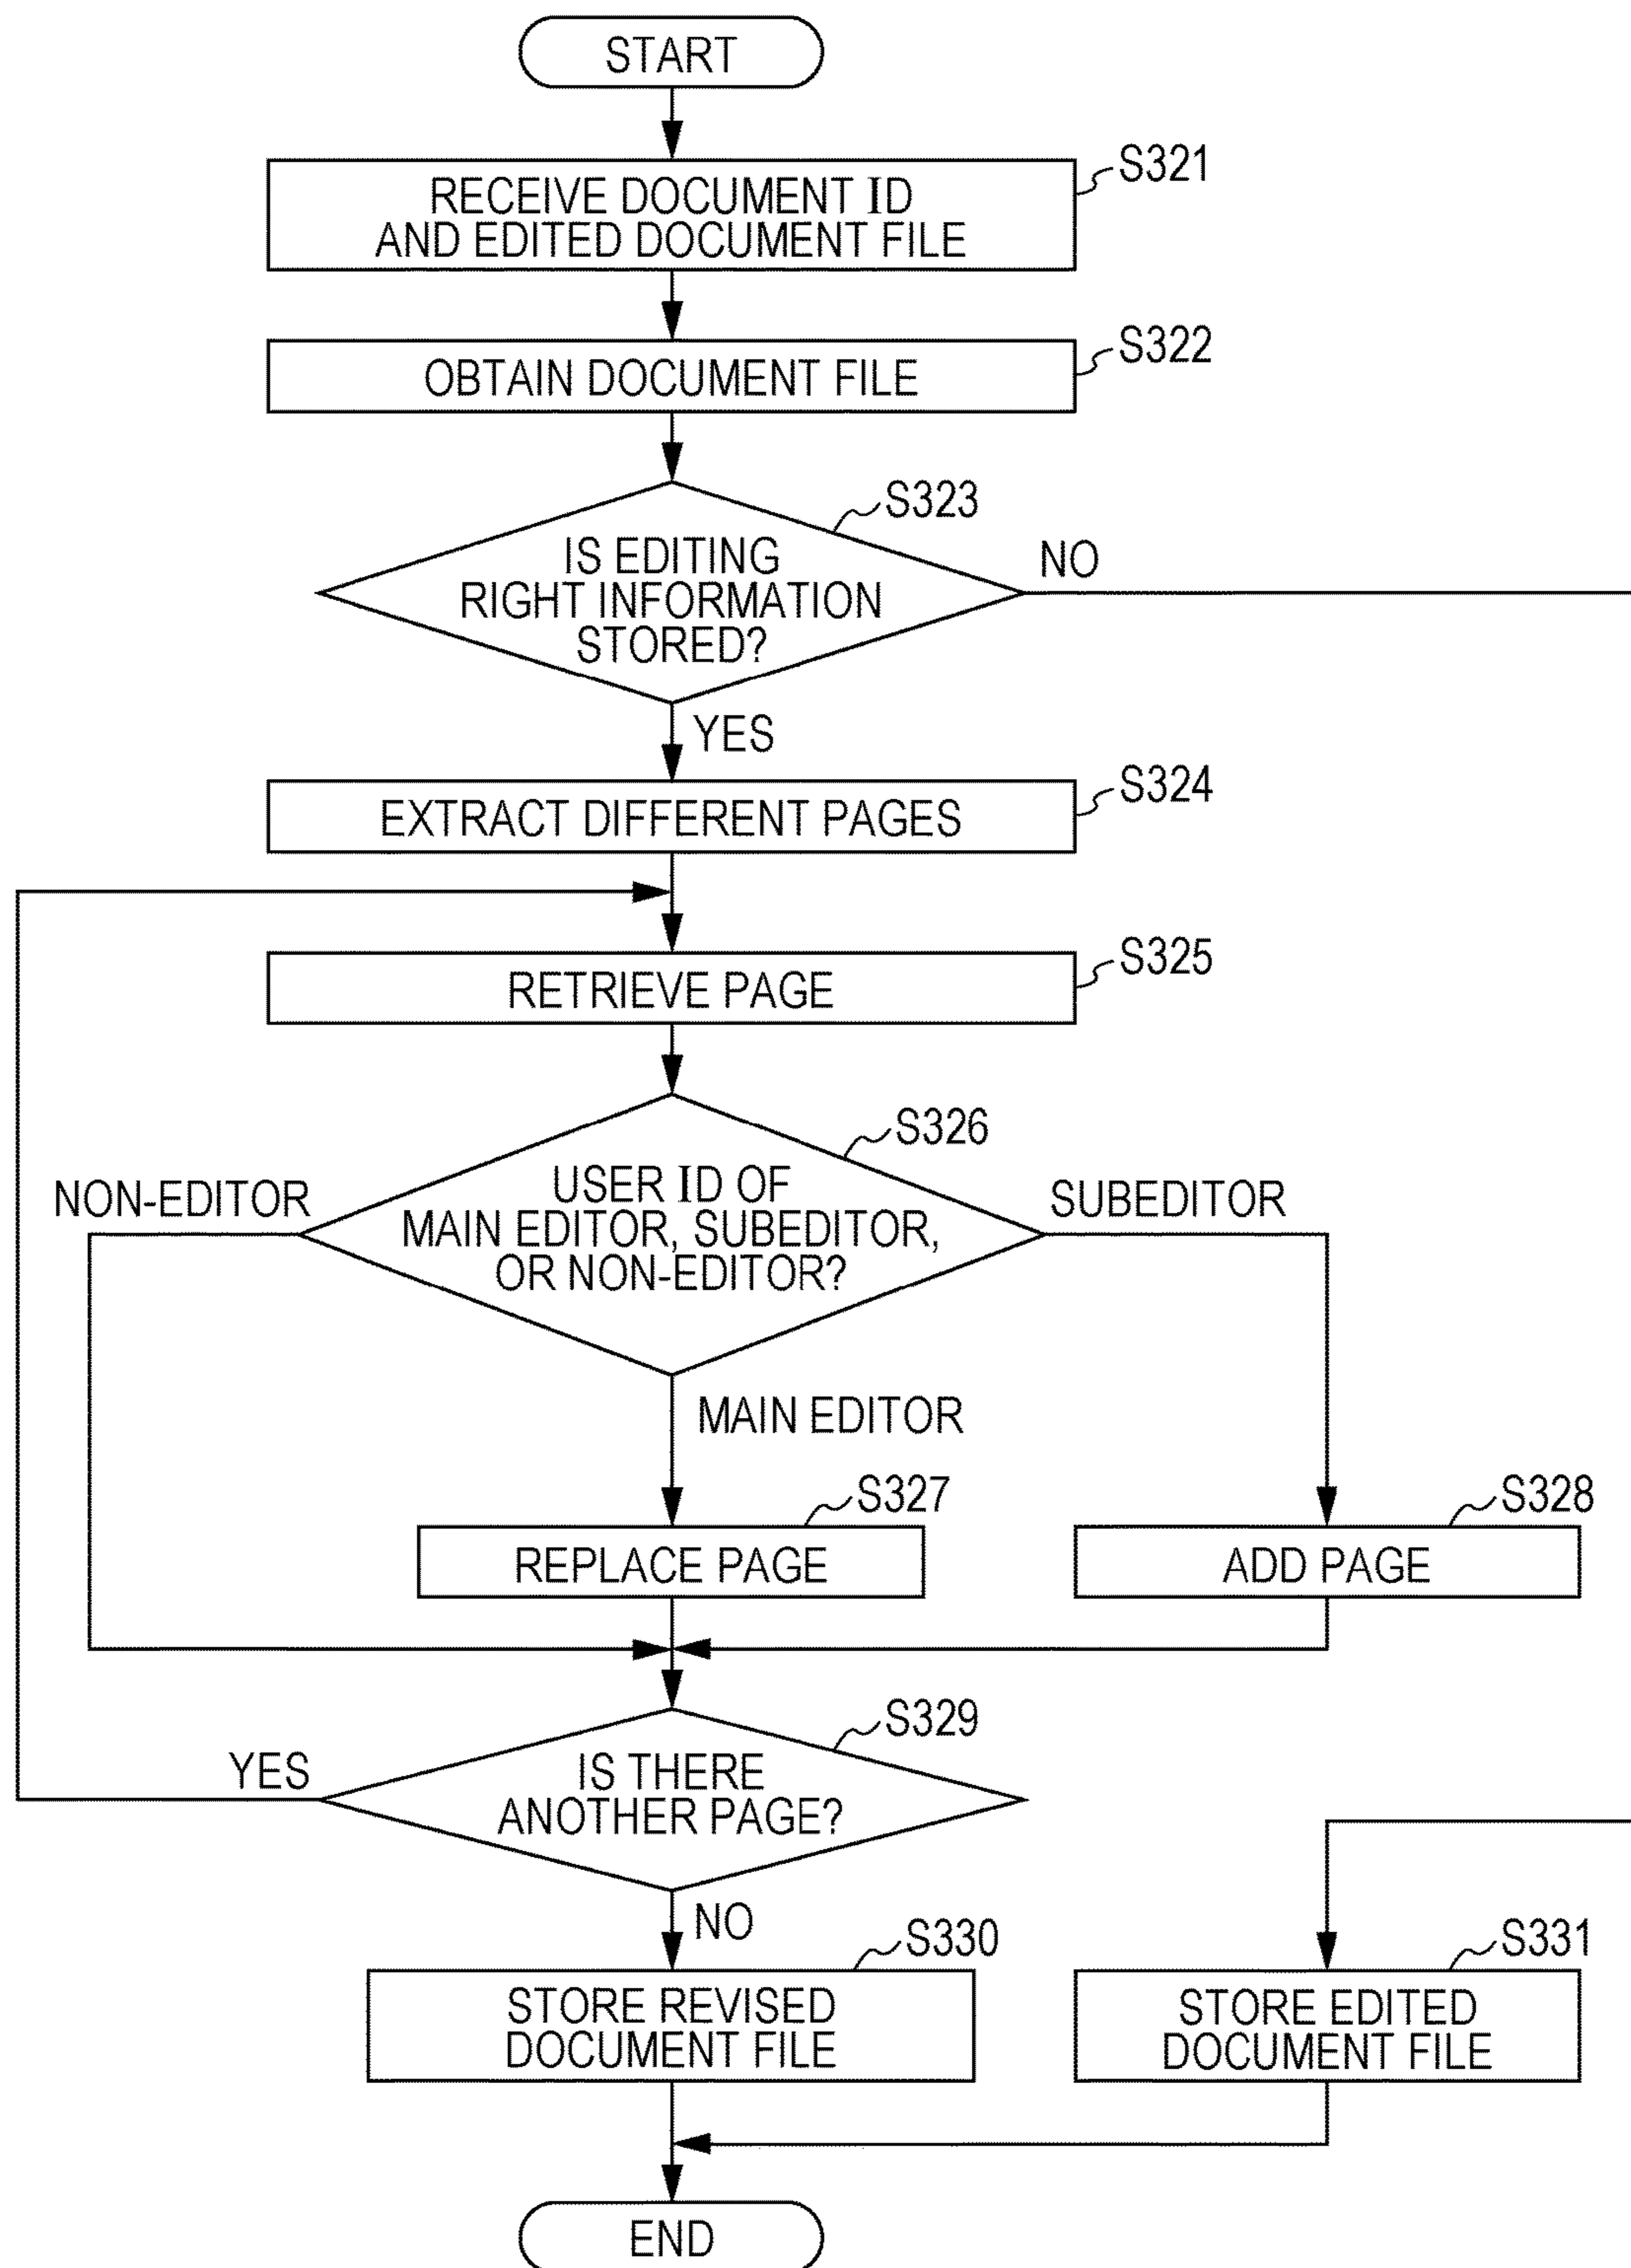 START
S321
RECEIVE DOCUMENT ID
AND EDITED DOCUMENT FILE
S322
OBTAIN DOCUMENT FILE
S323
IS EDITING
RIGHT INFORMATION
STORED?
NO
YES
S324
EXTRACT DIFFERENT PAGES
S325
RETRIEVE PAGE
S326
NON-EDITOR
USER ID OF
MAIN EDITOR, SUBEDITOR,
OR NON-EDITOR?
SUBEDITOR
MAIN EDITOR
S327
REPLACE PAGE
S328
ADD PAGE
S329
YES
IS THERE
ANOTHER PAGE?
NO
S330
STORE REVISED
DOCUMENT FILE
S331
STORE EDITED
DOCUMENT FILE
END